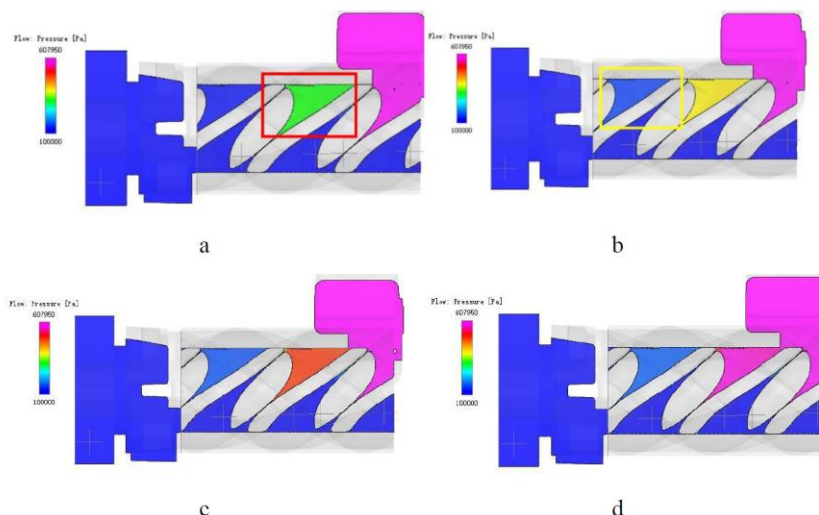 Flow: Pressure [Pa]
607950
100000
a
Flow: Pressure [Pa]
607950
100000
b
Flow: Pressure [Pa]
607950
100000
c
Flow: Pressure [Pa]
607950
100000
d